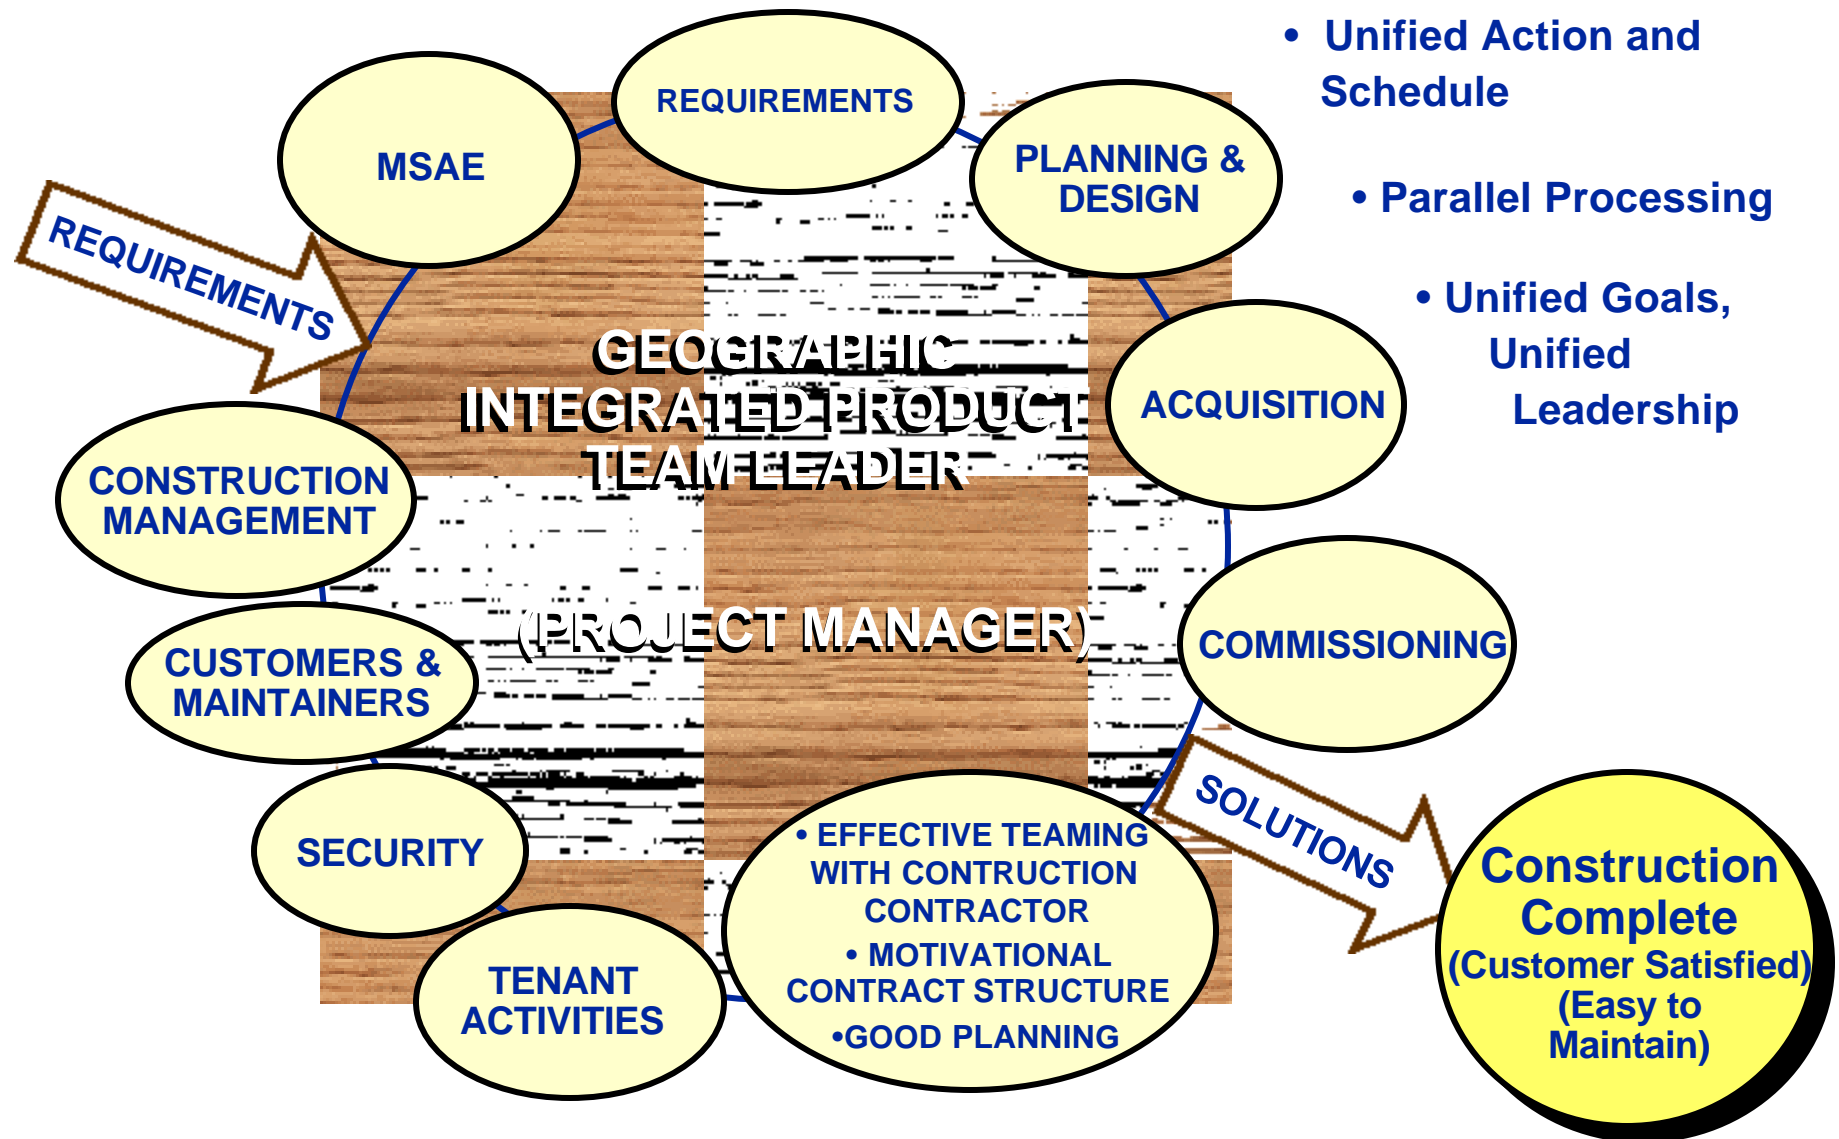 • Unified Action and
Schedule
• Parallel Processing
• Unified Goals,
Unified
Leadership
REQUIREMENTS
MSAE
REQUIREMENTS
PLANNING &
DESIGN
ACQUISITION
COMMISSIONING
GEOGRAPHIC
INTEGRATED PRODUCT
TEAM LEADER
(PROJECT MANAGER)
CONSTRUCTION
MANAGEMENT
CUSTOMERS &
MAINTAINERS
SECURITY
TENANT
ACTIVITIES
• EFFECTIVE TEAMING
WITH CONTRUCTION
CONTRACTOR
• MOTIVATIONAL
CONTRACT STRUCTURE
•GOOD PLANNING
SOLUTIONS
Construction
Complete
(Customer Satisfied)
(Easy to
Maintain)